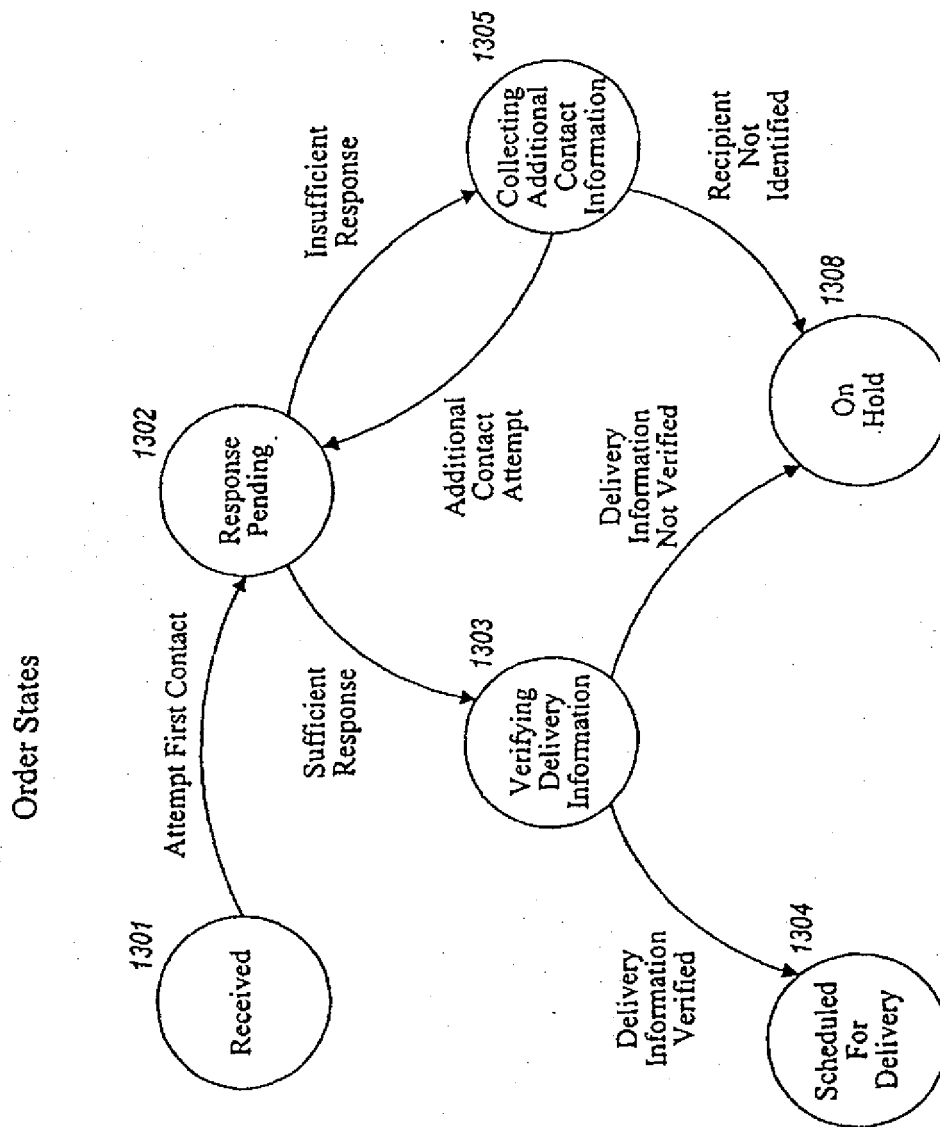 Order States
1301
Received
Attempt First Contact
1302
Response
Pending
Insufficient
Response
1305
Collecting
Additional
Contact
Information
Sufficient
Response
Additional
Contact
Attempt
1303
Verifying
Delivery
Information
Delivery
Information
Not Verified
Recipient
Not
Identified
Delivery
Information
Verified
1304
Scheduled
For
Delivery
1308
On
Hold